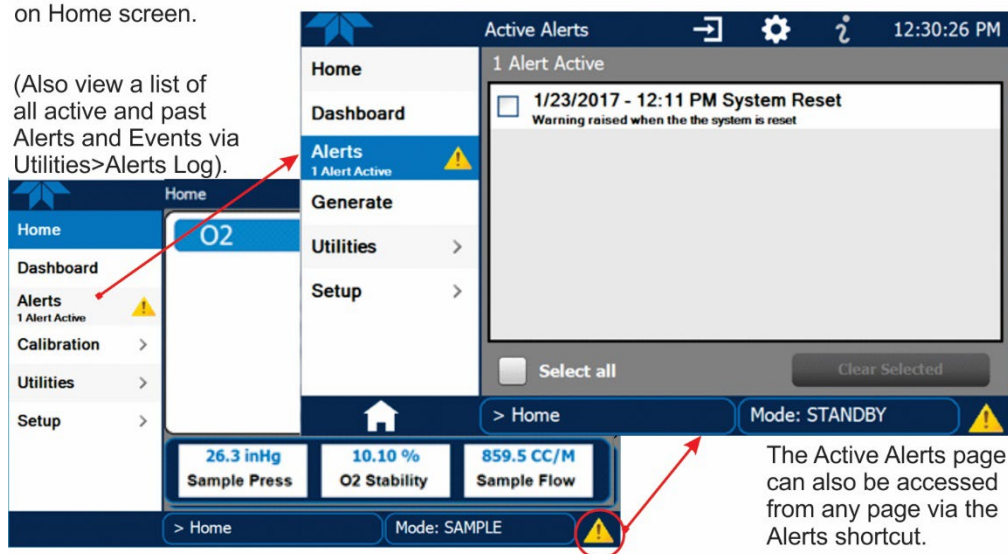 on Home screen.
(Also view a list of
all active and past
Alerts and Events via
Utilities>Alerts Log).
Active Alerts
12:30:26 PM
Home
Dashboard
Alerts
1 Alert Active
Generate
Utilities >
Setup >
1 Alert Active
1/23/2017 - 12:11 PM System Reset
Warning raised when the the system is reset
Select all
Clear Selected
> Home
Mode: STANDBY
Home
Home
Dashboard
Alerts
1 Alert Active
Calibration >
Utilities >
Setup >
O2
26.3 inHg
Sample Press
10.10 %
O2 Stability
859.5 CC/M
Sample Flow
> Home
Mode: SAMPLE
The Active Alerts page
can also be accessed
from any page via the
Alerts shortcut.